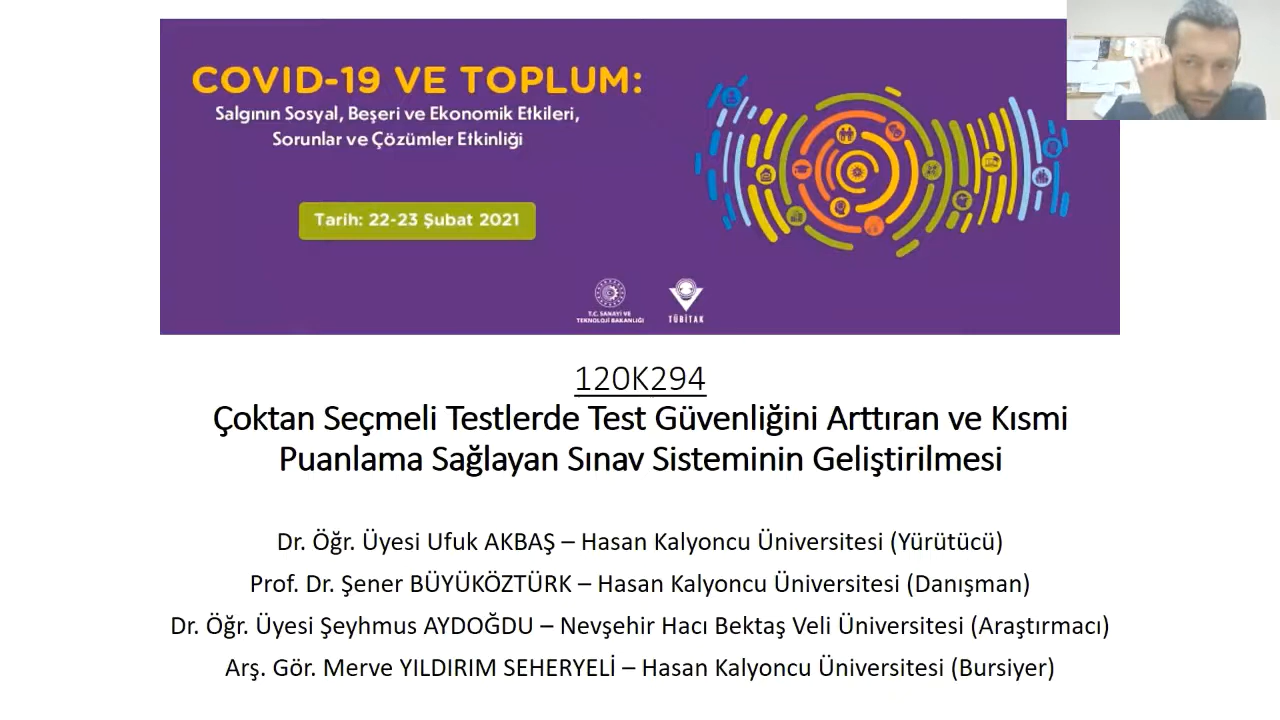 COVID-19 VE TOPLUM:
Salgının Sosyal, Beşeri ve Ekonomik Etkileri,
Sorunlar ve Çözümler Etkinliği
Tarih: 22-23 Şubat 2021
T.C. SANAYİ VE
TEKNOLOJİ BAKANLIĞI
TÜBİTAK
120K294
Çoktan Seçmeli Testlerde Test Güvenliğini Arttıran ve Kısmi
Puanlama Sağlayan Sınav Sisteminin Geliştirilmesi
Dr. Öğr. Üyesi Ufuk AKBAŞ – Hasan Kalyoncu Üniversitesi (Yürütücü)
Prof. Dr. Şener BÜYÜKÖZTÜRK – Hasan Kalyoncu Üniversitesi (Danışman)
Dr. Öğr. Üyesi Şeyhmus AYDOĞDU – Nevşehir Hacı Bektaş Veli Üniversitesi (Araştırmacı)
Arş. Gör. Merve YILDIRIM SEHERYELİ – Hasan Kalyoncu Üniversitesi (Bursiyer)